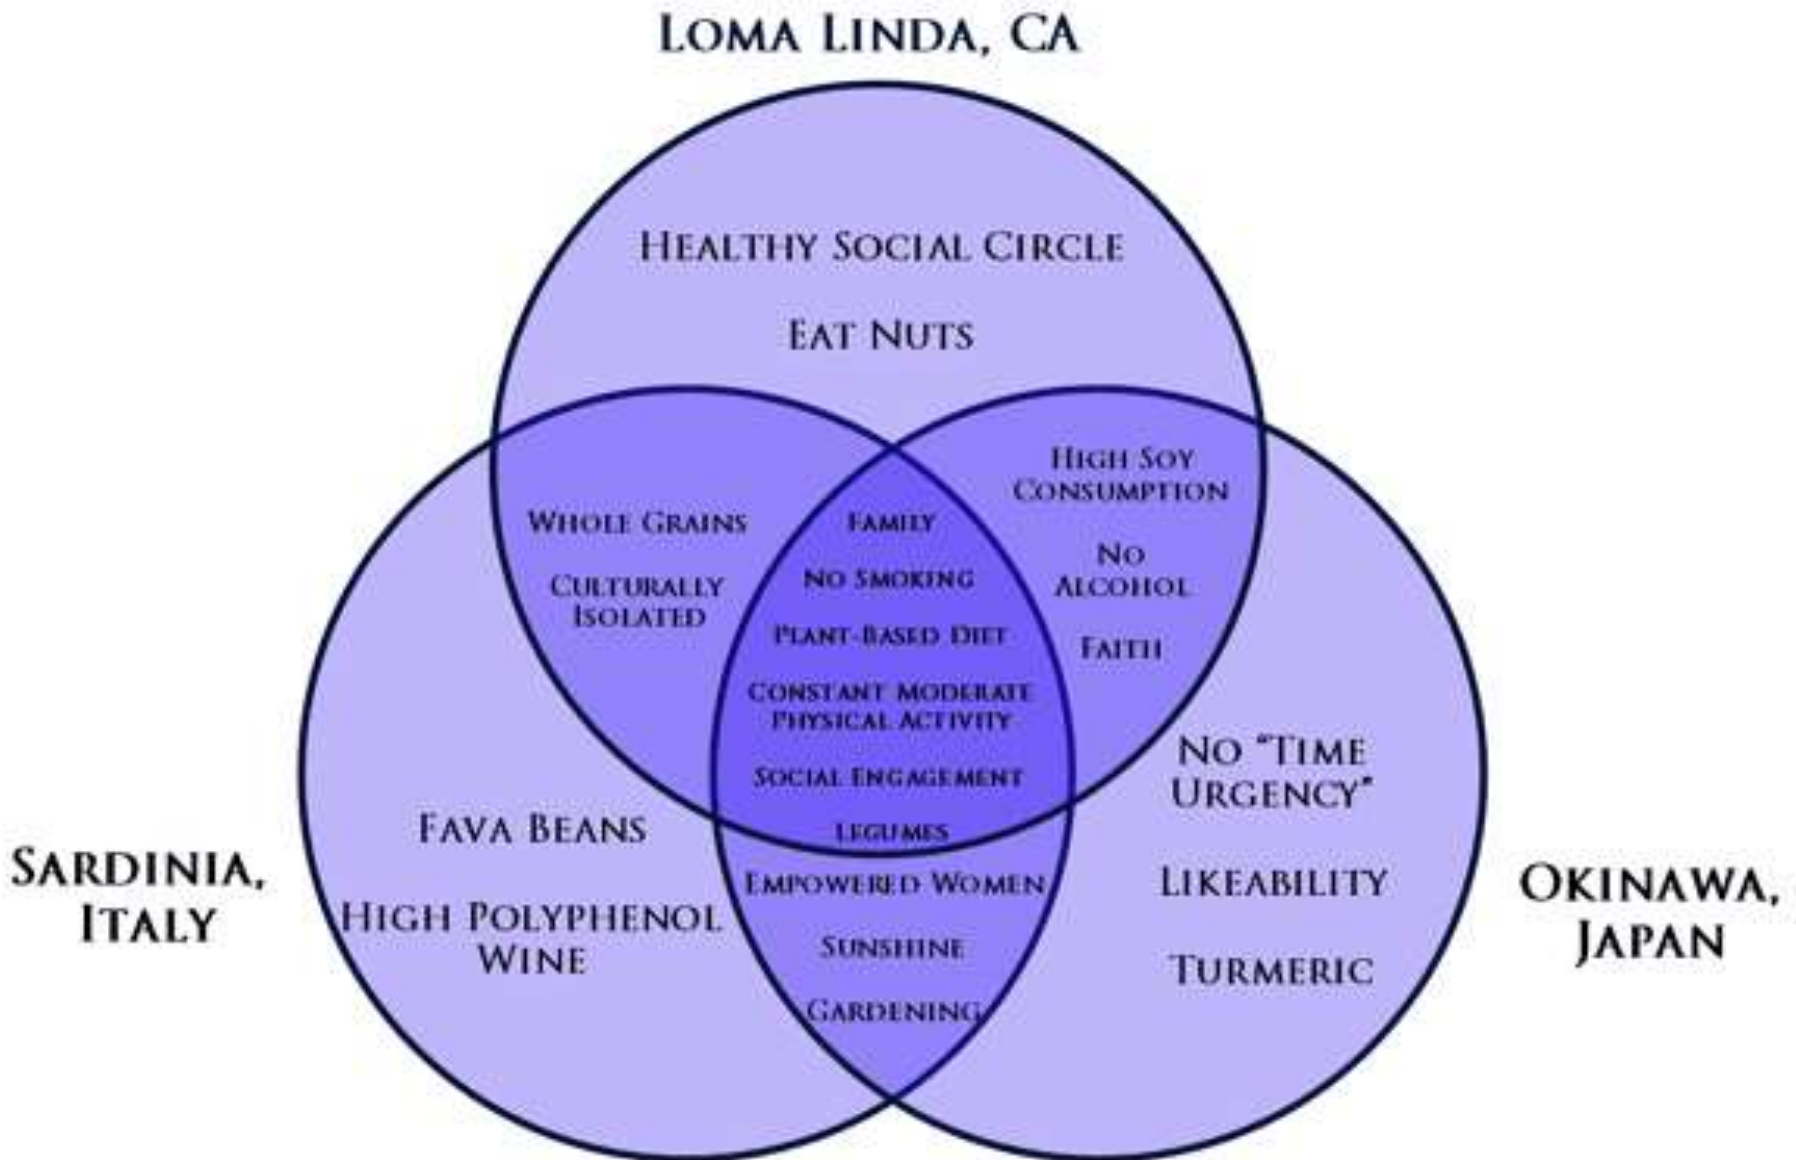 LOMA LINDA, CA
HEALTHY SOCIAL CIRCLE
EAT NUTS
HIGH SOY
CONSUMPTION
NO
ALCOHOL
FAITH
WHOLE GRAINS
CULTURALLY
ISOLATED
FAMILY
NO SMOKING
PLANT-BASED DIET
CONSTANT MODERATE
PHYSICAL ACTIVITY
SOCIAL ENGAGEMENT
LEGUMES
EMPOWERED WOMEN
SUNSHINE
GARDENING
FAVA BEANS
HIGH POLYPHENOL
WINE
NO "TIME
URGENCY"
LIKEABILITY
TURMERIC
SARDINIA,
ITALY
OKINAWA,
JAPAN